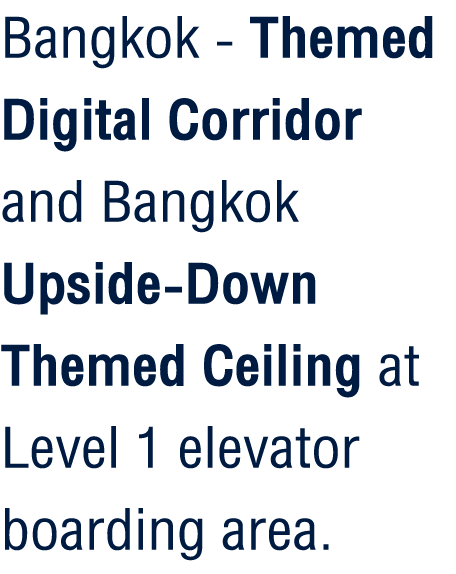 Bangkok - Themed
Digital Corridor
and Bangkok
Upside-Down
Themed Ceiling at
Level 1 elevator
boarding area.